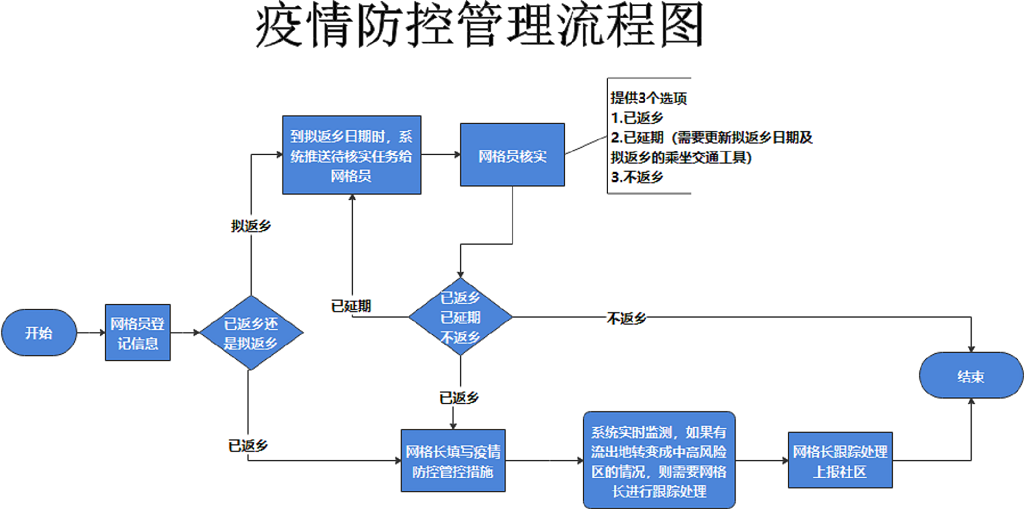 疫情防控管理流程图
提供3个选项
1.已返乡
2.已延期（需要更新拟返乡日期及
拟返乡的乘坐交通工具）
3.不返乡
到拟返乡日期时，系
统推送待核实任务给
网格员
网格员核实
拟返乡
已延期
已返乡
已延期
不返乡
不返乡
开始
网格员登
记信息
已返乡还
是拟返乡
结束
已返乡
已返乡
网格长填写疫情
防控管控措施
系统实时监测，如果有
流出地转变成中高风险
区的情况，则需要网格
长进行跟踪处理
网格长跟踪处理
上报社区